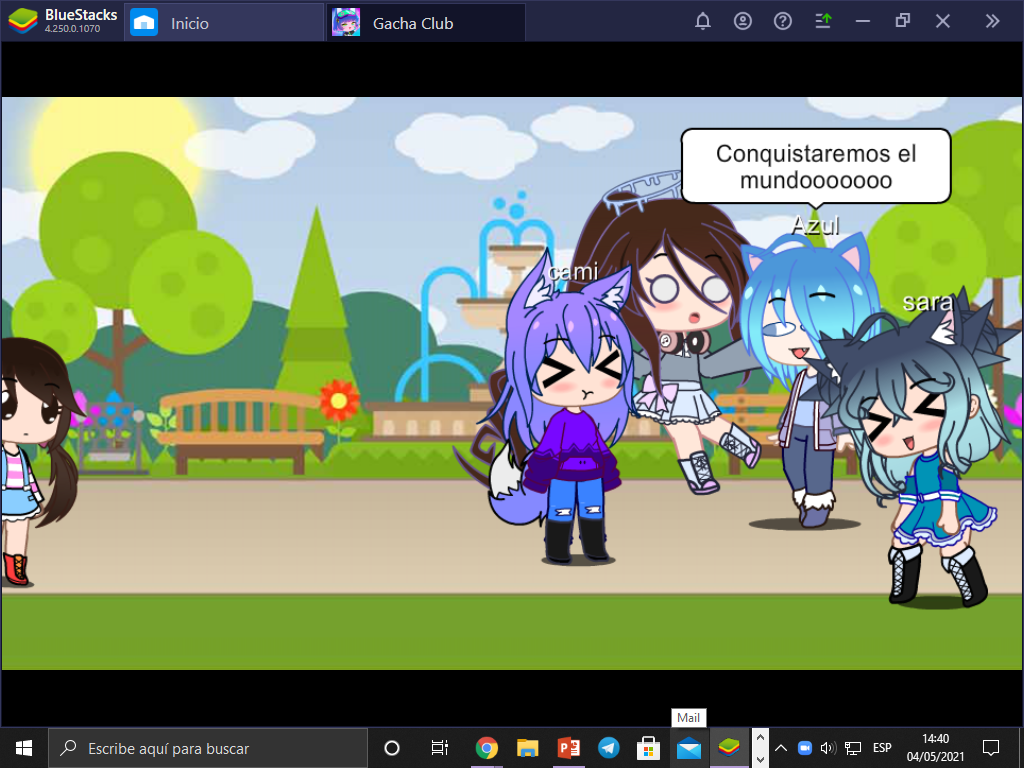 BlueStacks
4.250.0.1070
Inicio
Gacha Club
Conquistaremos el
mundooooooo
Azul
cami
sara
Mail
Escribe aquí para buscar
ESP
14:40
04/05/2021